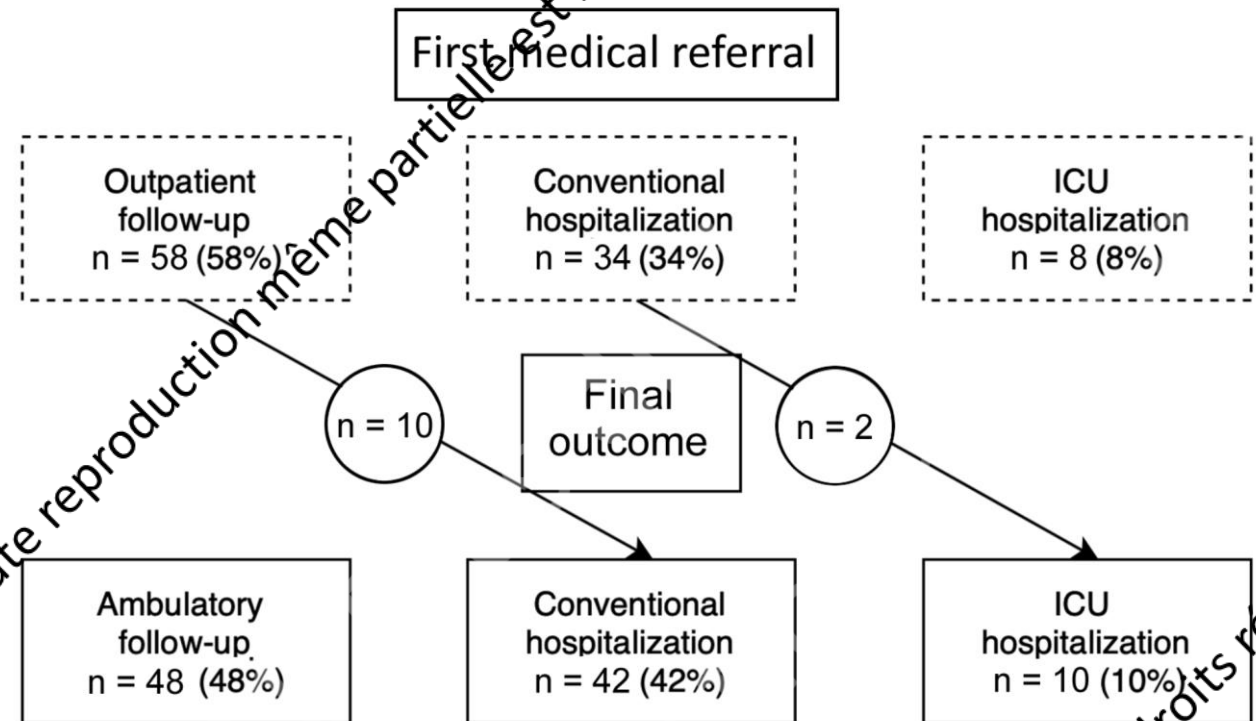 First medical referral
Outpatient
follow-up
n = 58 (58%)
Conventional
hospitalization
n = 34 (34%)
ICU
hospitalization
n = 8 (8%)
n = 10
Final
outcome
n = 2
Ambulatory
follow-up
n = 48 (48%)
Conventional
hospitalization
n = 42 (42%)
ICU
hospitalization
n = 10 (10%)
reproduction même partielle est
droits